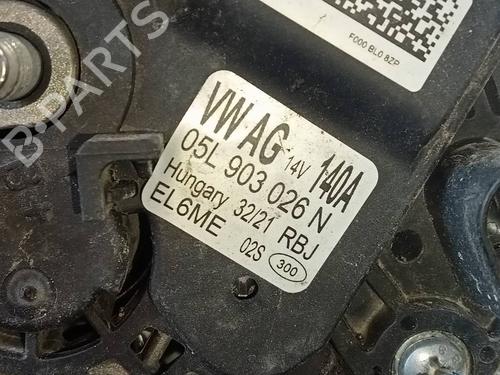 F000 BL0 8ZP
VW AG 14V 140A
05L 903 026 N
Hungary 32/21 RBJ
EL6ME 02S 300
B-PARTS